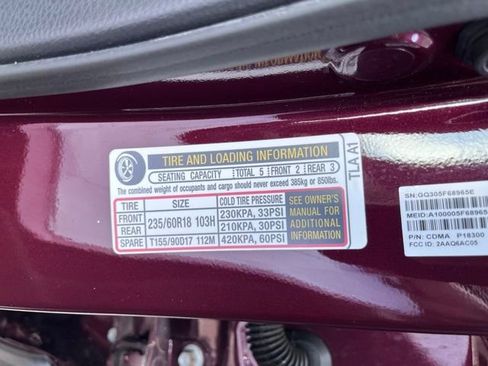 TIRE AND LOADING INFORMATION
SEATING CAPACITY TOTAL 5 FRONT 2 REAR 3
The combined weight of occupants and cargo should never exceed 385kg or 850lbs.
TIRE COLD TIRE PRESSURE
FRONT 235/60R18 103H 230KPA, 33PSI
REAR 210KPA, 30PSI
SPARE T155/90D17 112M 420KPA, 60PSI
SEE OWNER'S
MANUAL FOR
ADDITIONAL
INFORMATION
TLA A1
SN:GQ305F68965E
MEID:A100005F68965
P/N: CDMA P18300
FCC ID: 2AAQ6AC05